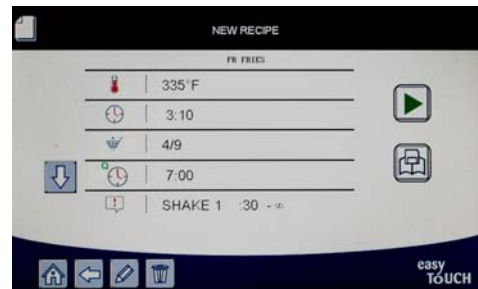 NEW RECIPE
FR FRIES
335°F
3:10
4/9
7:00
SHAKE 1 :30 -
easy
TOUCH